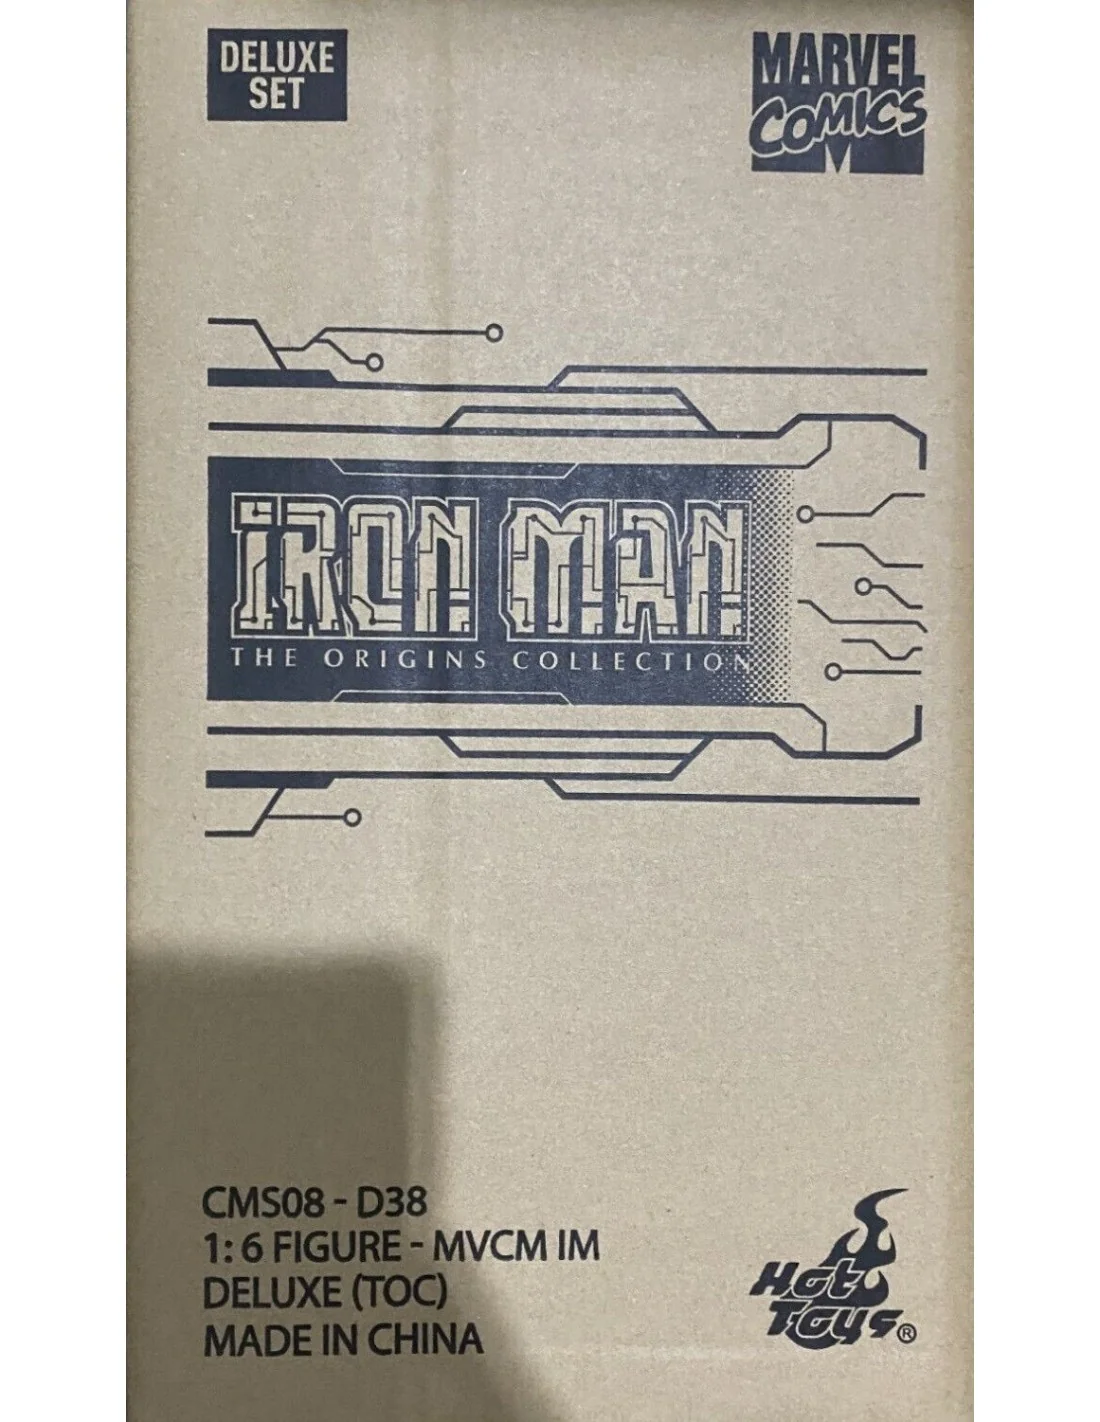 DELUXE
SET
MARVEL
COMICS
IRON MAN
THE ORIGINS COLLECTION
CMS08 - D38
1: 6 FIGURE - MVCM IM
DELUXE (TOC)
MADE IN CHINA
Hot
Toys®